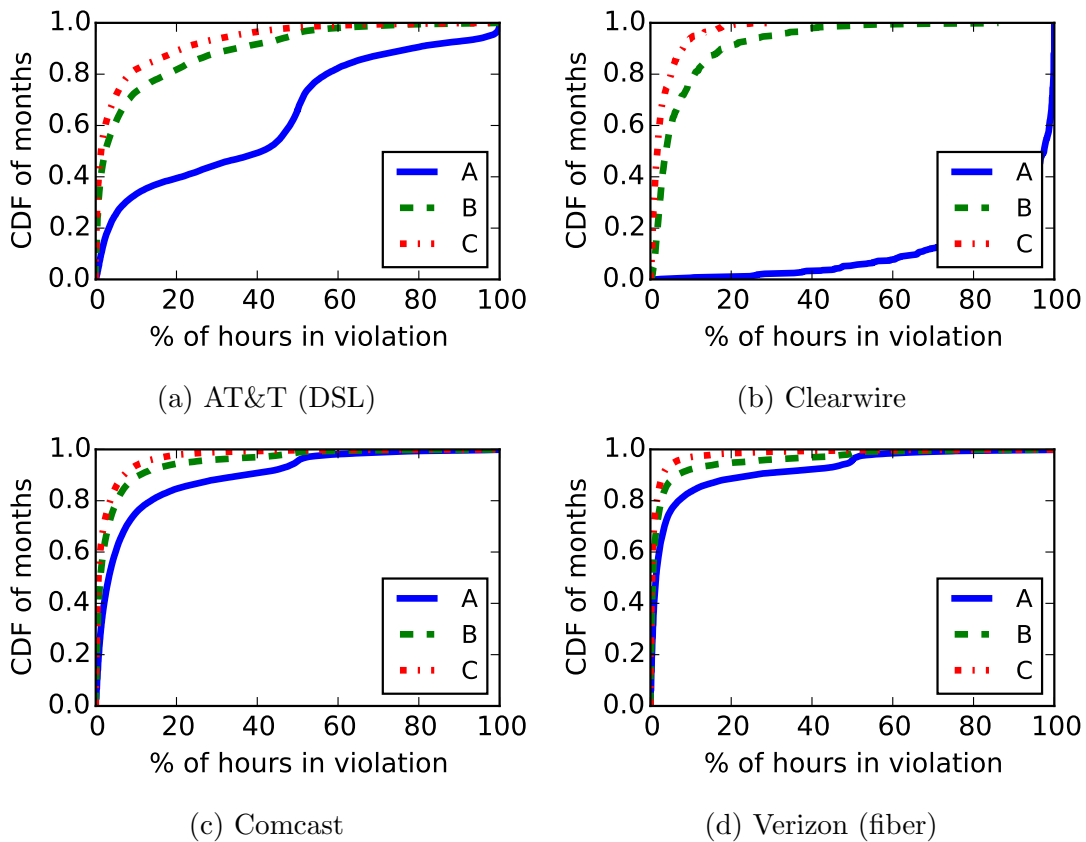 1.0
0.8
0.6
0.4
0.2
0.0
CDF of months
A
B
C
0 20 40 60 80 100
% of hours in violation
(a) AT&T (DSL)
1.0
0.8
0.6
0.4
0.2
0.0
CDF of months
A
B
C
0 20 40 60 80 100
% of hours in violation
(b) Clearwire
1.0
0.8
0.6
0.4
0.2
0.0
CDF of months
A
B
C
0 20 40 60 80 100
% of hours in violation
(c) Comcast
1.0
0.8
0.6
0.4
0.2
0.0
CDF of months
A
B
C
0 20 40 60 80 100
% of hours in violation
(d) Verizon (fiber)